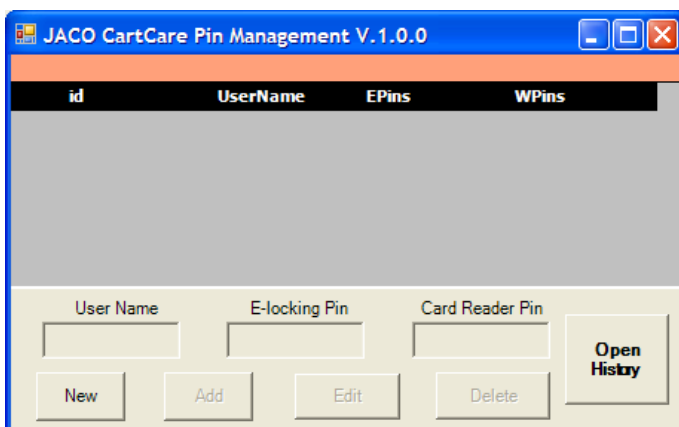 JACO CartCare Pin Management V.1.0.0
id UserName EPins WPins
User Name E-locking Pin Card Reader Pin
Open
History
New Add Edit Delete